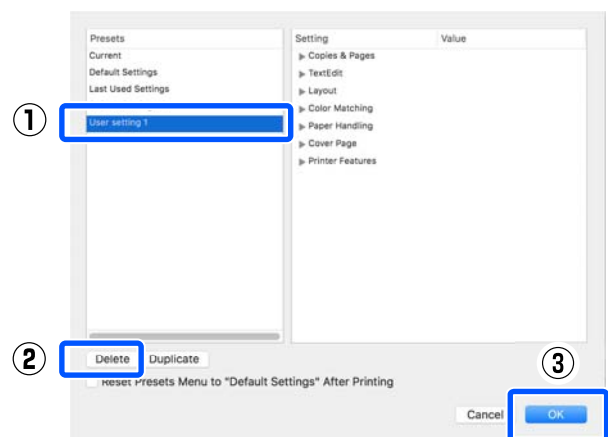 Presets
Setting Value
Current
Default Settings
Last Used Settings
User setting 1
Copies & Pages
TextEdit
Layout
Color Matching
Paper Handling
Cover Page
Printer Features
1
2
Delete Duplicate
3
Reset Presets Menu to "Default Settings" After Printing
Cancel OK